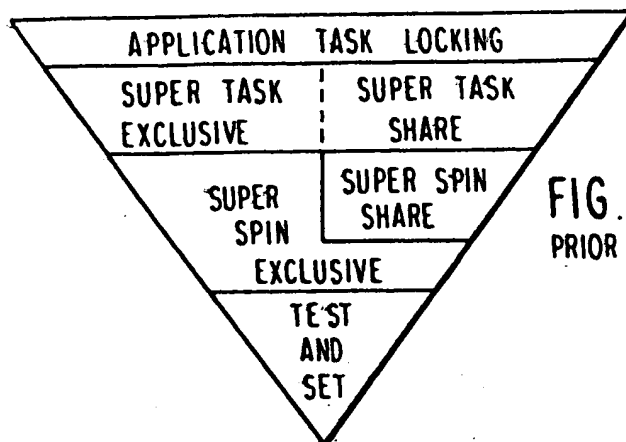 APPLICATION TASK LOCKING
SUPER TASK
EXCLUSIVE
SUPER TASK
SHARE
SUPER
SPIN
EXCLUSIVE
SUPER SPIN
SHARE
TEST
AND
SET
FIG.
PRIOR